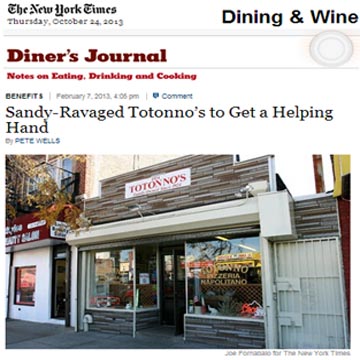 The New York Times
Thursday, October 24, 2013
Dining & Wine
Diner's Journal
Notes on Eating, Drinking and Cooking
BENEFITS | February 7, 2013, 4:05 pm | Comment
Sandy-Ravaged Totonno's to Get a Helping
Hand
By PETE WELLS
TOTONNO'S
TOTONNO
PIZZERIA
NAPOLITANO
Joe Fornabaio for The New York Times